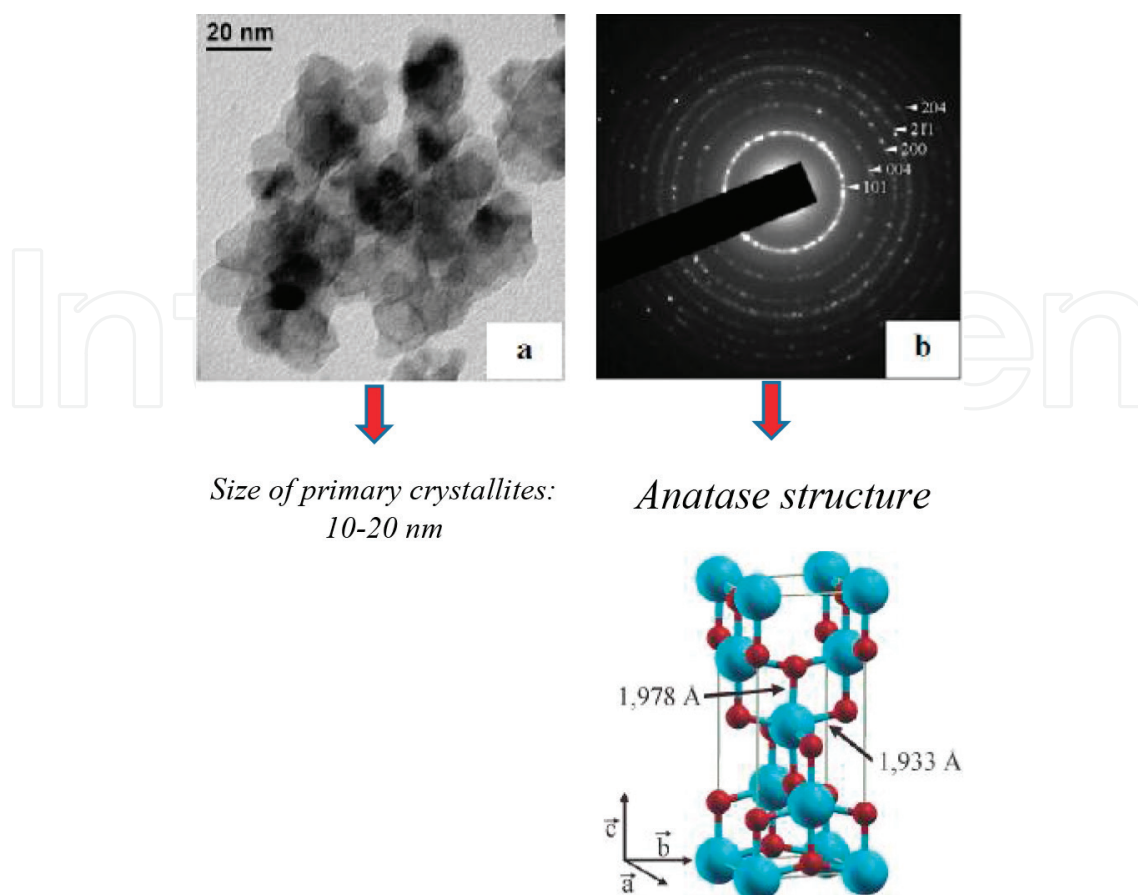 20 nm
a
204
211
200
004
101
b
Size of primary crystallites:
10-20 nm
Anatase structure
1,978 Å
1,933 Å
c
b
a